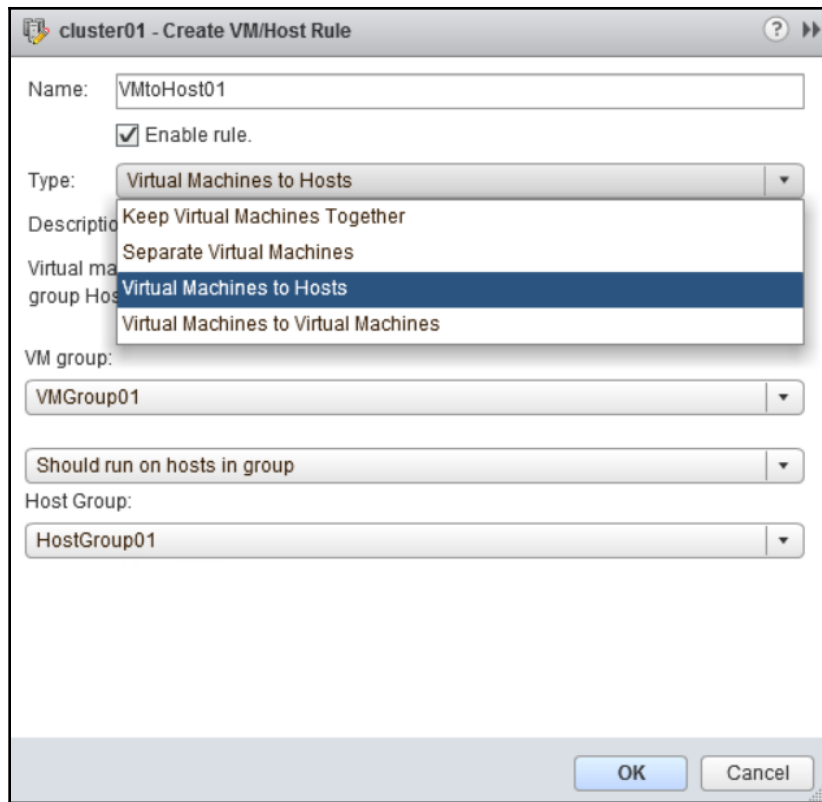 cluster01 - Create VM/Host Rule
?
Name: VMtoHost01
Enable rule.
Type: Virtual Machines to Hosts
Keep Virtual Machines Together
Descriptio
Separate Virtual Machines
Virtual ma
Virtual Machines to Hosts
group Hos
Virtual Machines to Virtual Machines
VM group:
VMGroup01
Should run on hosts in group
Host Group:
HostGroup01
OK Cancel